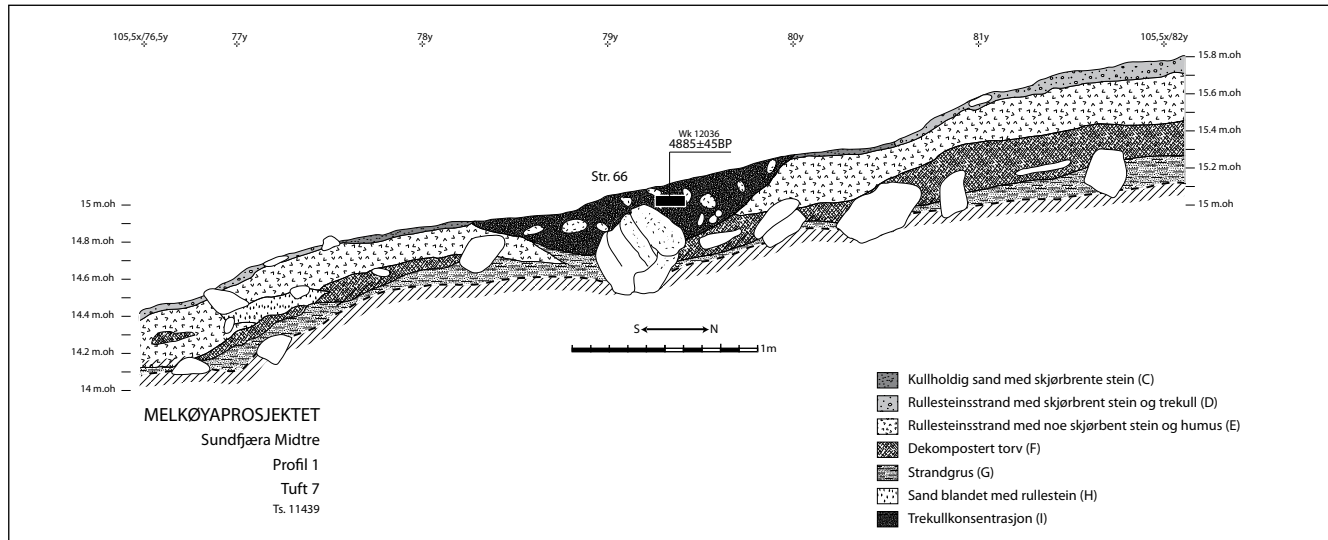 105,5x/76,5y 77y 78y 79y 80y 81y 105,5x/82y
15.8 m.oh
15.6 m.oh
15.4 m.oh
15.2 m.oh
15 m.oh
Wk 12036
4885±45BP
Str. 66
15 m.oh
14.8 m.oh
14.6 m.oh
14.4 m.oh
14.2 m.oh
14 m.oh
S N
1m
MELKØYAPROSJEKTET
Sundfjæra Midtre
Profil 1
Tuft 7
Ts. 11439
Kullholdig sand med skjørbrente stein (C)
Rullesteinsstrand med skjørbrent stein og trekull (D)
Rullesteinsstrand med noe skjørbent stein og humus (E)
Dekompostert torv (F)
Strandgrus (G)
Sand blandet med rullestein (H)
Trekullkonsentrasjon (I)